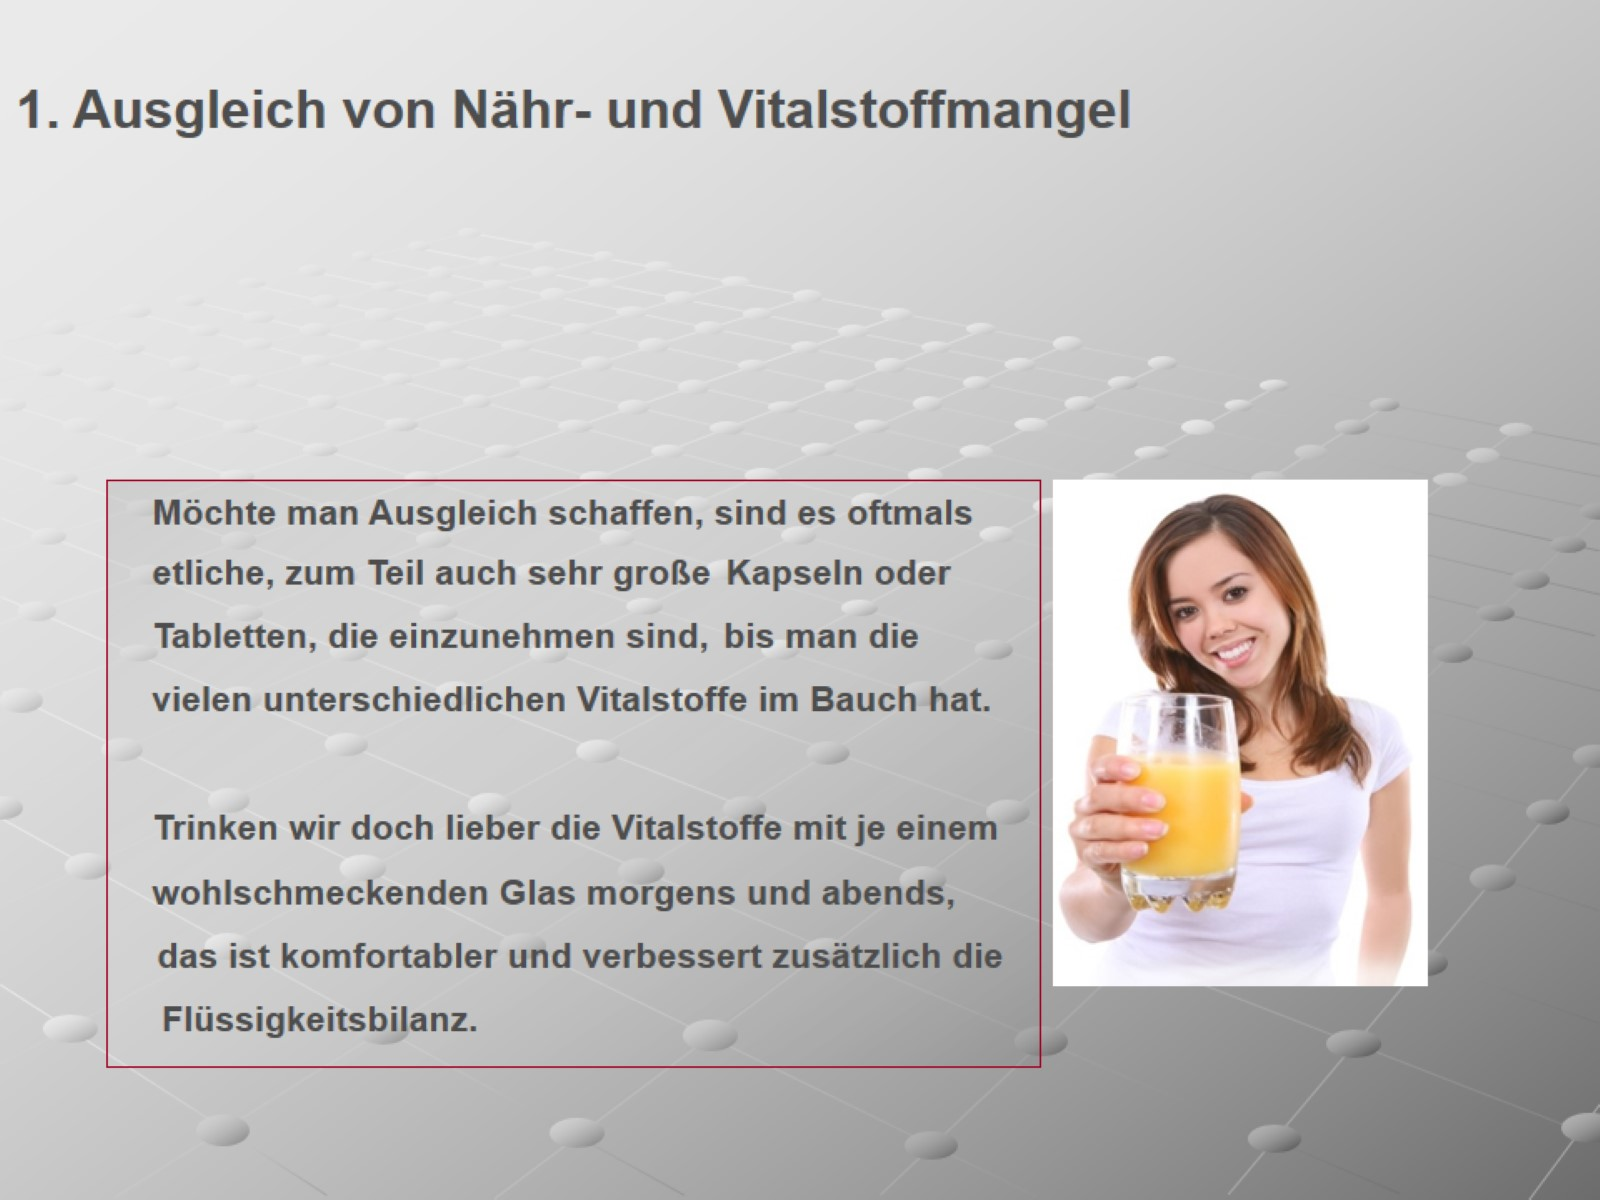 1. Ausgleich von Nähr- und Vitalstoffmangel
Möchte man Ausgleich schaffen, sind es oftmals
etliche, zum Teil auch sehr große Kapseln oder
Tabletten, die einzunehmen sind, bis man die
vielen unterschiedlichen Vitalstoffe im Bauch hat.
Trinken wir doch lieber die Vitalstoffe mit je einem
wohlschmeckenden Glas morgens und abends,
das ist komfortabler und verbessert zusätzlich die
Flüssigkeitsbilanz.